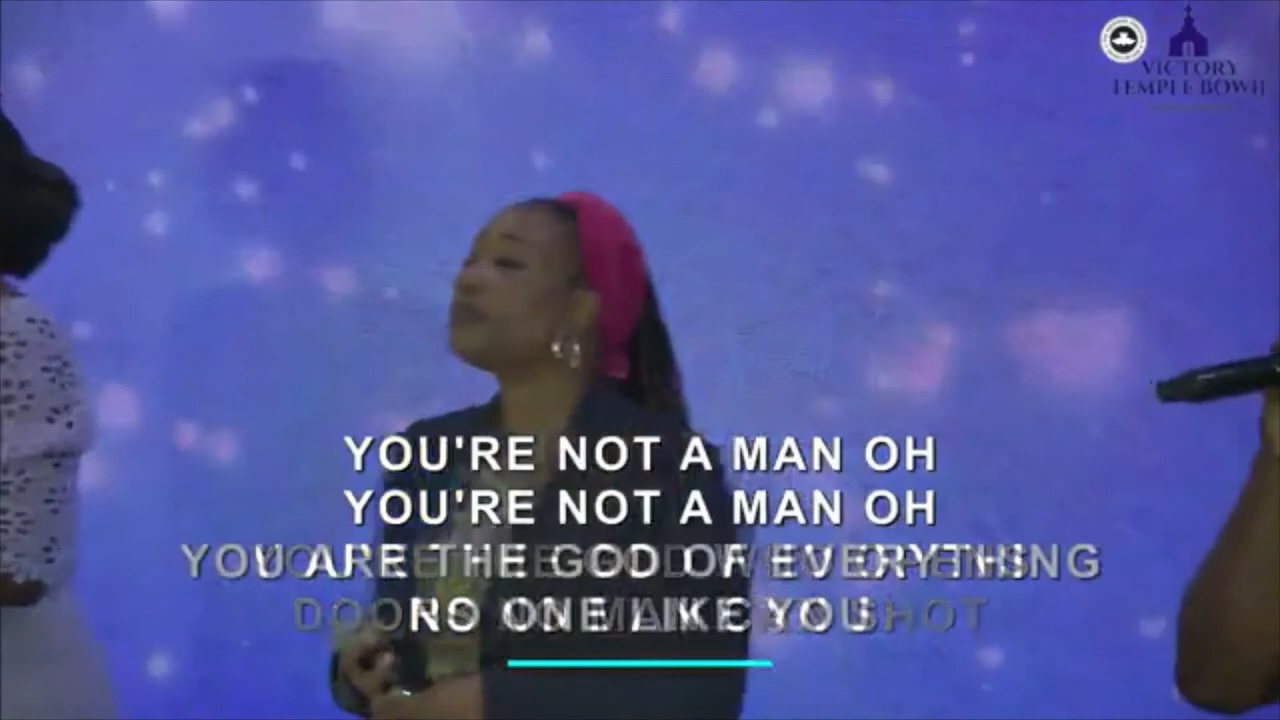 VICTORY
TEMPLE BOWIE
YOU'RE NOT A MAN OH
YOU'RE NOT A MAN OH
YOU ARE THE GOD OF EVERYTHING
NO ONE LIKE YOU